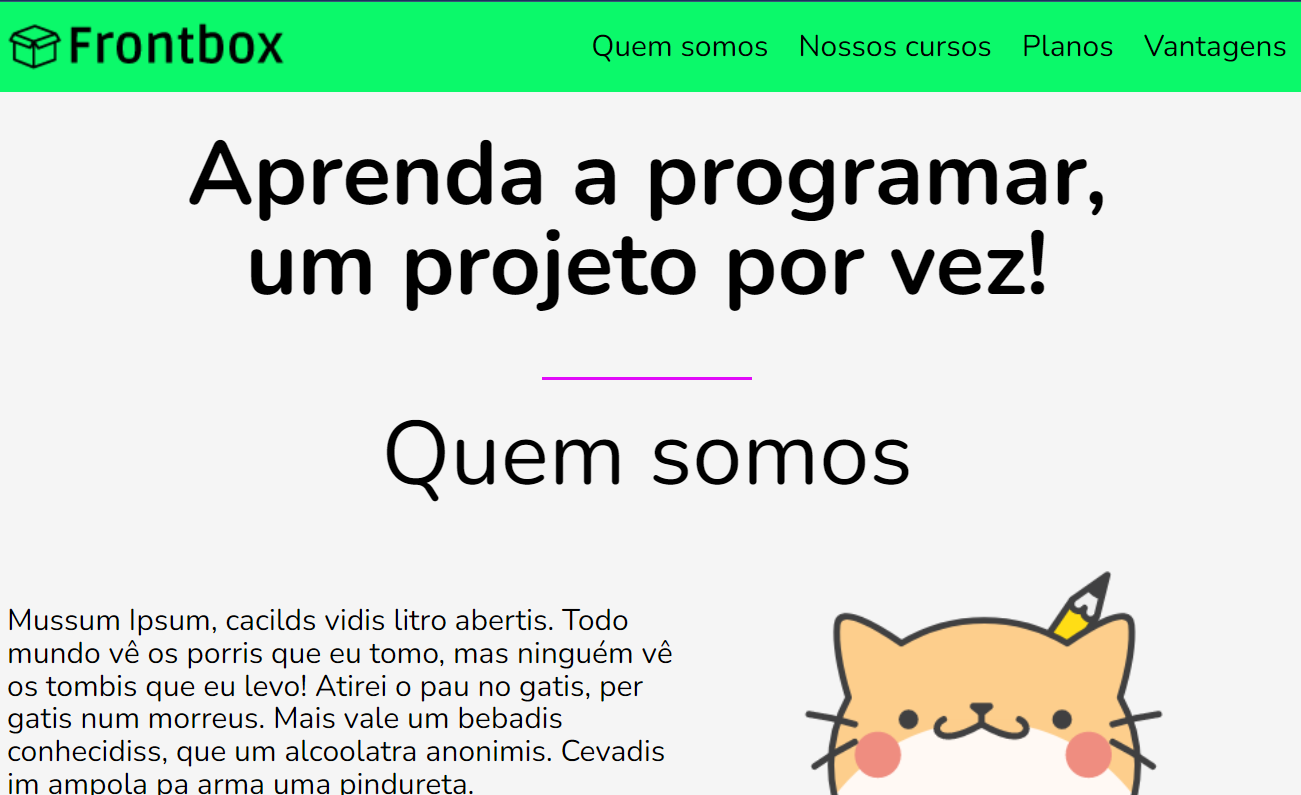 Frontbox
Quem somos Nossos cursos Planos Vantagens
Aprenda a programar,
um projeto por vez!
Quem somos
Mussum Ipsum, cacilds vidis litro abertis. Todo
mundo vê os porris que eu tomo, mas ninguém vê
os tombis que eu levo! Atirei o pau no gatis, per
gatis num morreus. Mais vale um bebadis
conhecidiss, que um alcoolatra anonimis. Cevadis
im ampola pa arma uma pindureta.